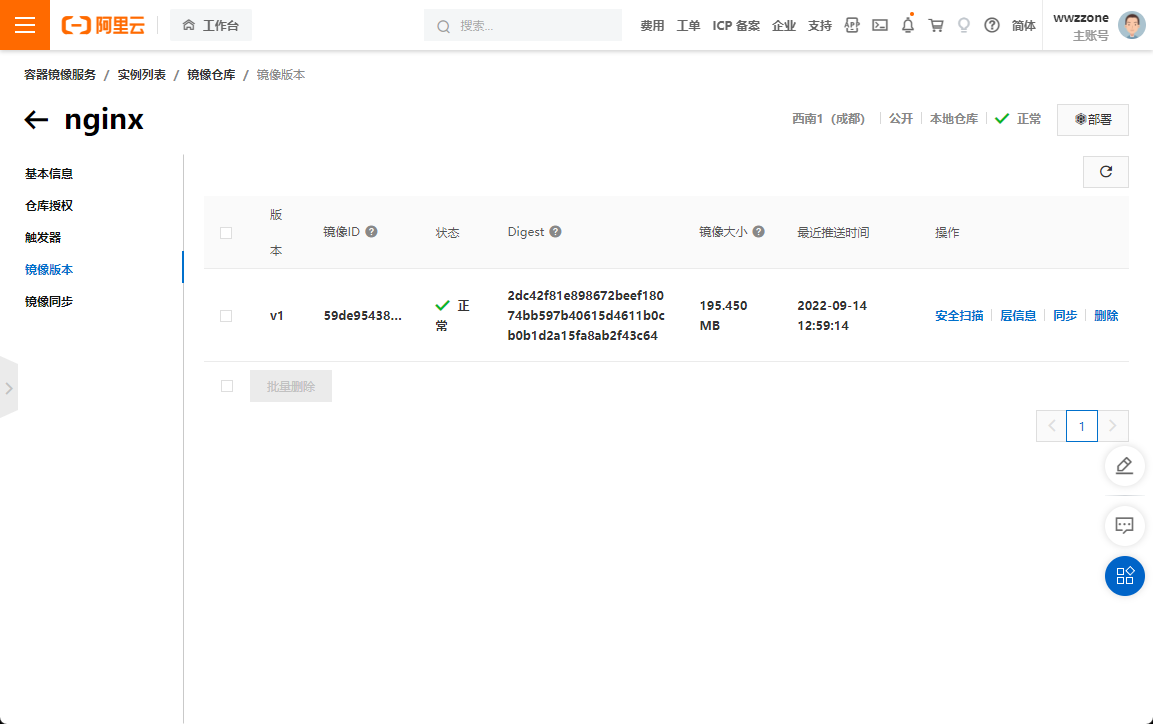 阿里云
工作台
搜索...
费用 工单 ICP 备案 企业 支持 简体
wwzzone
主账号
容器镜像服务 / 实例列表 / 镜像仓库 / 镜像版本
nginx
西南1（成都） 公开 本地仓库 正常 部署
基本信息
仓库授权
触发器
镜像版本
镜像同步
版本 镜像ID 状态 Digest 镜像大小 最近推送时间 操作
v1
59de95438...
正常
2dc42f81e898672beef180
74bb597b40615d4611b0c
b0b1d2a15fa8ab2f43c64
195.450
MB
2022-09-14
12:59:14
安全扫描 层信息 同步 删除
批量删除
1